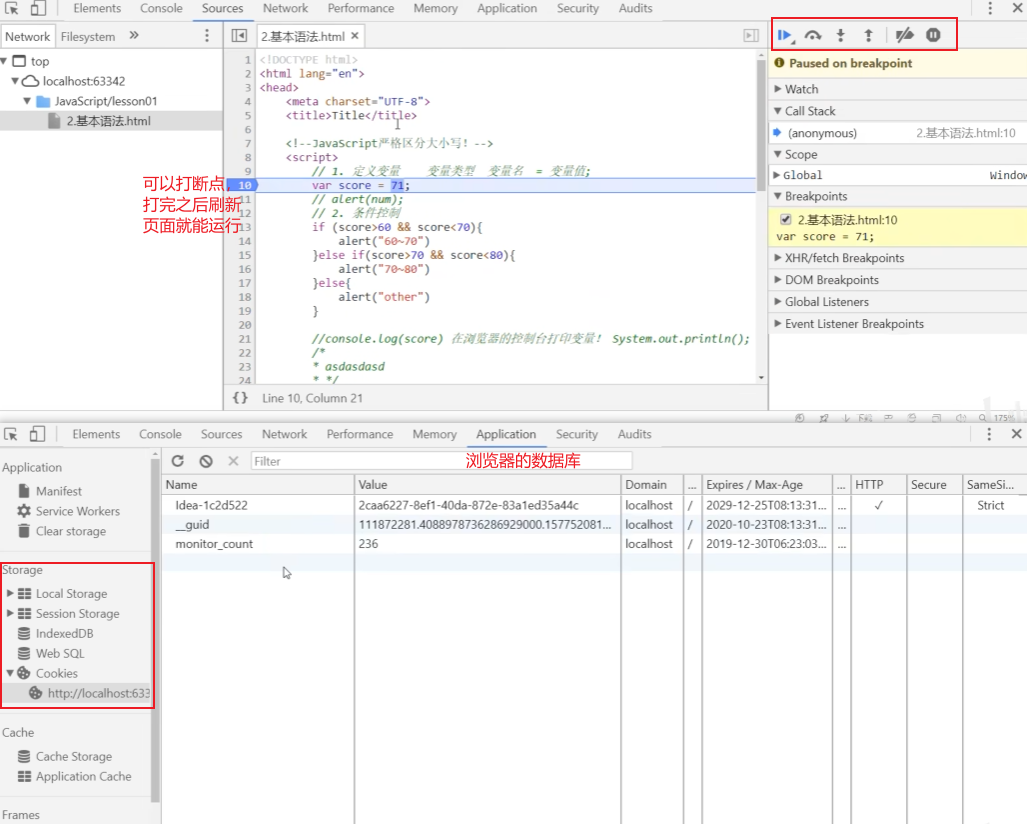 Elements Console Sources Network Performance Memory Application Security Audits
Network Filesystem »
2.基本语法.html ×
top
localhost:63342
JavaScript/lesson01
2.基本语法.html
可以打断点，
打完之后刷新
页面就能运行
1 <!DOCTYPE html>
2 <html lang="en">
3 <head>
4 <meta charset="UTF-8">
5 <title>Title</title>
6
7 <!--JavaScript严格区分大小写! -->
8 <script>
9 // 1. 定义变量 变量类型 变量名 = 变量值;
10 var score = 71;
11 // alert(num);
12 // 2. 条件控制
13 if (score>60 && score<70){
14 alert("60~70")
15 }else if(score>70 && score<80){
16 alert("70~80")
17 }else{
18 alert("other")
19 }
20
21 //console.log(score) 在浏览器的控制台打印变量! System.out.println();
22 /*
23 * asdasdasd
24 * */
{} Line 10, Column 21
Paused on breakpoint
Watch
Call Stack
(anonymous) 2.基本语法.html:10
Scope
Global Window
Breakpoints
2.基本语法.html:10
var score = 71;
XHR/fetch Breakpoints
DOM Breakpoints
Global Listeners
Event Listener Breakpoints
175%
Elements Console Sources Network Performance Memory Application Security Audits
Application
Manifest
Service Workers
Clear storage
Storage
Local Storage
Session Storage
IndexedDB
Web SQL
Cookies
http://localhost:633
Cache
Cache Storage
Application Cache
Frames
Filter
浏览器的数据库
Name Value Domain ... Expires / Max-Age ... HTTP Secure SameSi...
Idea-1c2d522 2caa6227-8ef1-40da-872e-83a1ed35a44c localhost / 2029-12-25T08:13:31... ... ✓ Strict
__guid 111872281.4088978736286929000.157752081... localhost / 2020-10-23T08:13:31... ...
monitor_count 236 localhost / 2019-12-30T06:23:03... ...